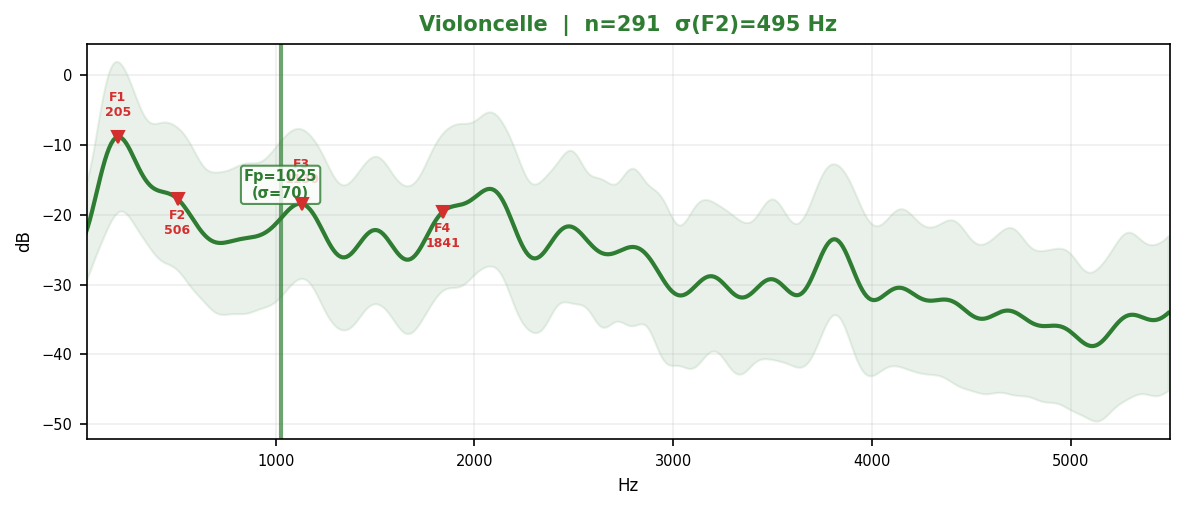 Violoncelle | n=291 σ(F2)=495 Hz
0
−10
−20
−30
−40
−50
dB
F1
205
F2
506
F3
Fp=1025
(σ=70)
F4
1841
1000
2000
3000
4000
5000
Hz